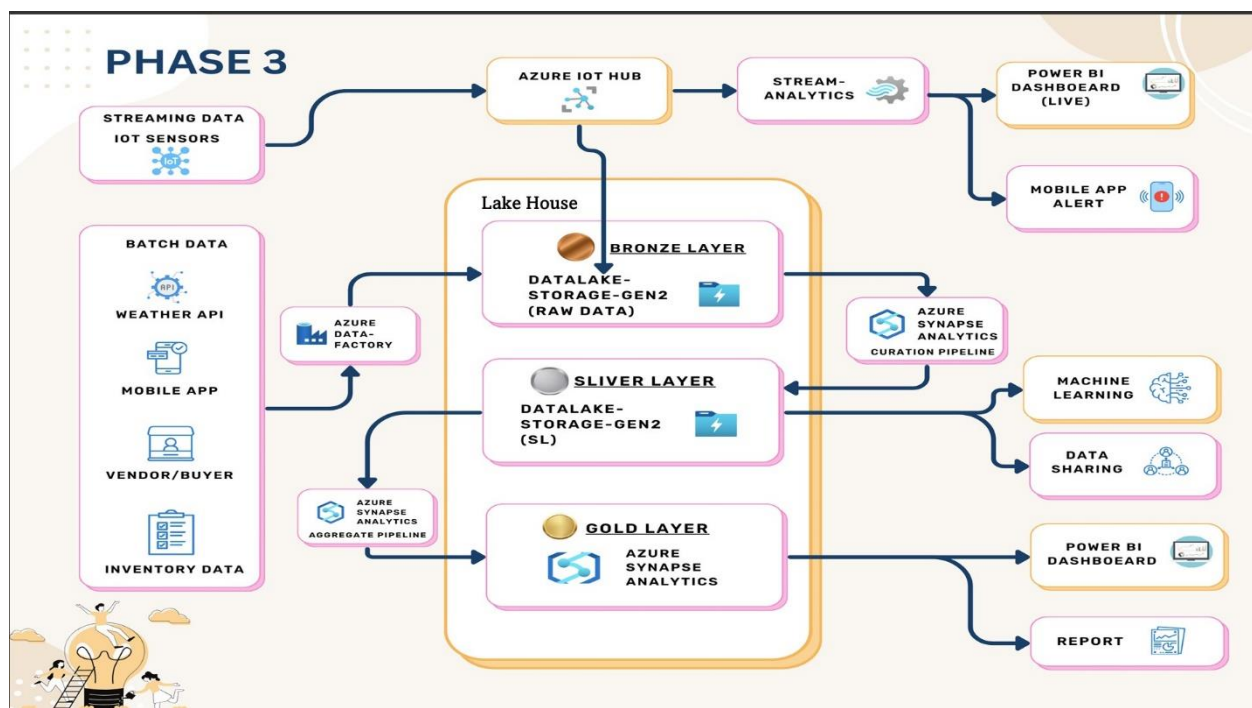 PHASE 3
STREAMING DATA
IOT SENSORS
IoT
AZURE IOT HUB
STREAM-
ANALYTICS
POWER BI
DASHBOEARD
(LIVE)
MOBILE APP
ALERT
BATCH DATA
API
WEATHER API
MOBILE APP
VENDOR/BUYER
INVENTORY DATA
AZURE
DATA-
FACTORY
Lake House
BRONZE LAYER
DATALAKE-
STORAGE-GEN2
(RAW DATA)
AZURE
SYNAPSE
ANALYTICS
CURATION PIPELINE
SLIVER LAYER
DATALAKE-
STORAGE-GEN2
(SL)
MACHINE
LEARNING
DATA
SHARING
AZURE
SYNAPSE
ANALYTICS
AGGREGATE PIPELINE
GOLD LAYER
AZURE
SYNAPSE
ANALYTICS
POWER BI
DASHBOEARD
REPORT